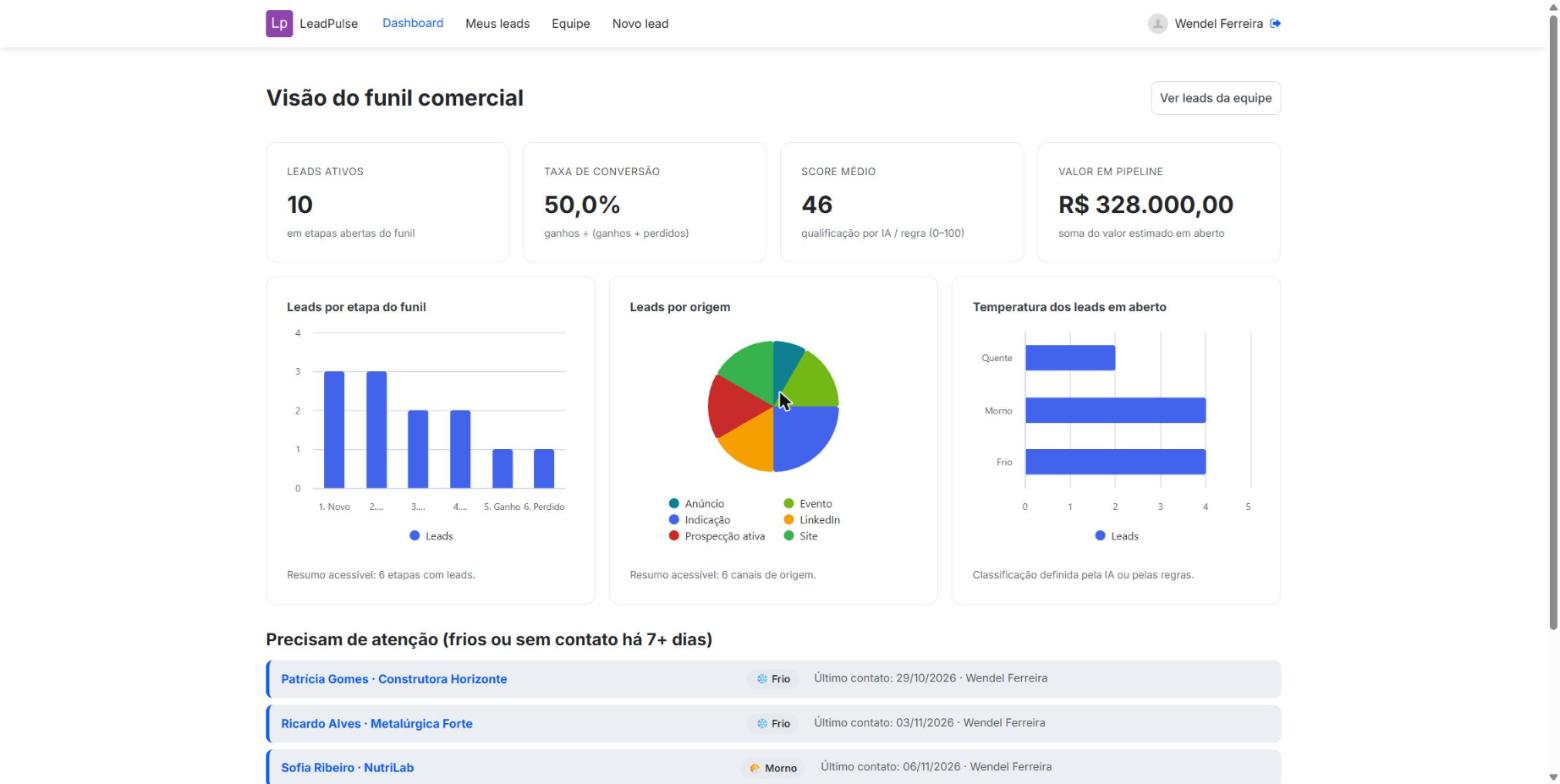 Lp LeadPulse Dashboard Meus leads Equipe Novo lead Wendel Ferreira
Visão do funil comercial
Ver leads da equipe
LEADS ATIVOS
10
em etapas abertas do funil
TAXA DE CONVERSÃO
50,0%
ganhos ÷ (ganhos + perdidos)
SCORE MÉDIO
46
qualificação por IA / regra (0–100)
VALOR EM PIPELINE
R$ 328.000,00
soma do valor estimado em aberto
Leads por etapa do funil
4
3
2
1
0
1. Novo 2.... 3.... 4.... 5. Ganho 6. Perdido
Leads
Resumo acessível: 6 etapas com leads.
Leads por origem
Anúncio Evento
Indicação LinkedIn
Prospecção ativa Site
Resumo acessível: 6 canais de origem.
Temperatura dos leads em aberto
Quente
Morno
Frio
0 1 2 3 4 5
Leads
Classificação definida pela IA ou pelas regras.
Precisam de atenção (frios ou sem contato há 7+ dias)
Patrícia Gomes · Construtora Horizonte Frio Último contato: 29/10/2026 · Wendel Ferreira
Ricardo Alves · Metalúrgica Forte Frio Último contato: 03/11/2026 · Wendel Ferreira
Sofia Ribeiro · NutriLab Morno Último contato: 06/11/2026 · Wendel Ferreira